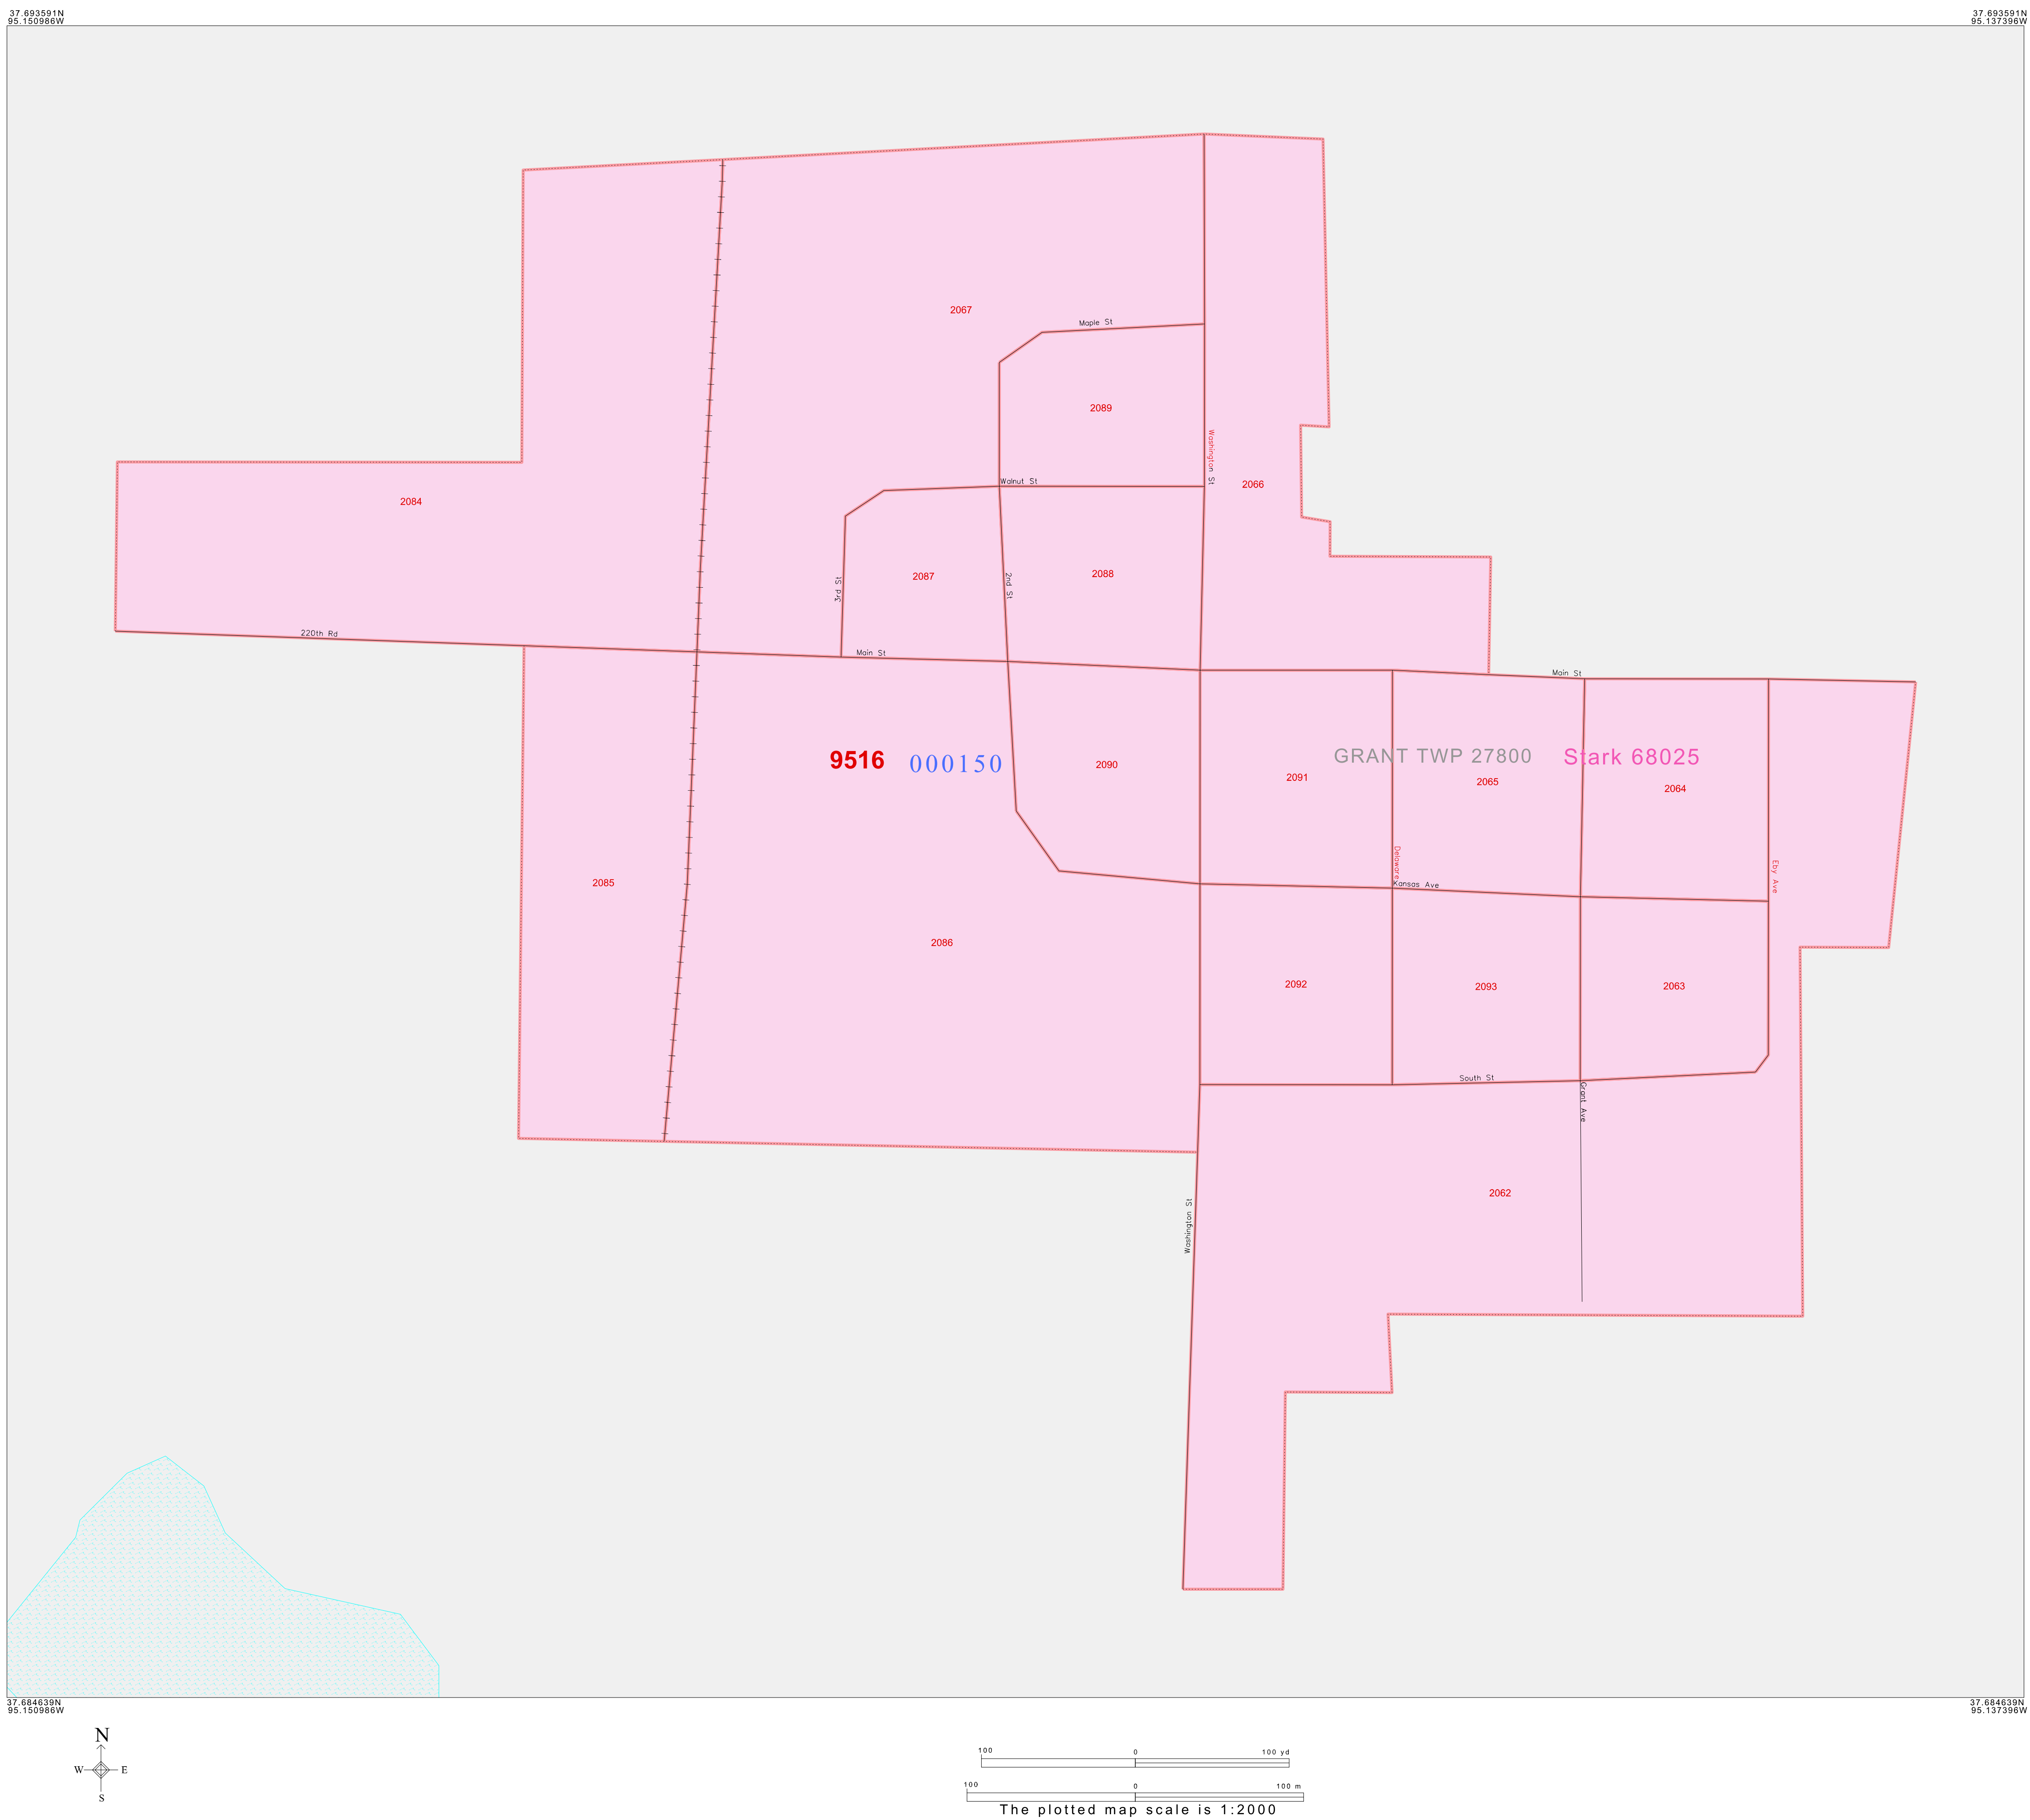 37.693591N
95.150986W
37.693591N
95.137396W
2067
Maple St
2089
Washington St
2084
Walnut St
2066
2087
2nd St
2088
3rd St
220th Rd
Main St
Main St
9516
000150
2090
GRANT TWP 27800
Stark 68025
2091
2065
2064
Delaware
Kansas Ave
Eby Ave
2085
2086
2092
2093
2063
South St
Grant Ave
2062
Washington St
37.684639N
95.150986W
37.684639N
95.137396W
N
W
E
S
100 0 100 yd
100 0 100 m
The plotted map scale is 1:2000